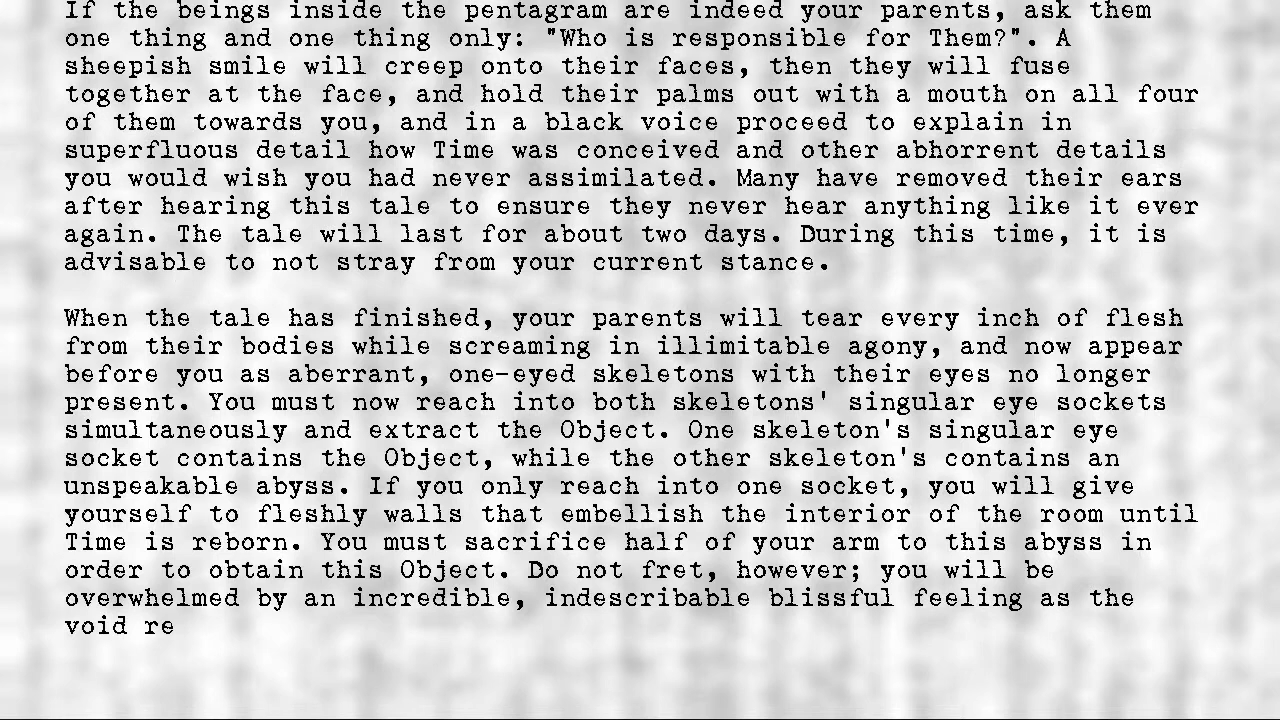 If the beings inside the pentagram are indeed your parents, ask them
one thing and one thing only: "Who is responsible for Them?". A
sheepish smile will creep onto their faces, then they will fuse
together at the face, and hold their palms out with a mouth on all four
of them towards you, and in a black voice proceed to explain in
superfluous detail how Time was conceived and other abhorrent details
you would wish you had never assimilated. Many have removed their ears
after hearing this tale to ensure they never hear anything like it ever
again. The tale will last for about two days. During this time, it is
advisable to not stray from your current stance.

When the tale has finished, your parents will tear every inch of flesh
from their bodies while screaming in illimitable agony, and now appear
before you as aberrant, one-eyed skeletons with their eyes no longer
present. You must now reach into both skeletons' singular eye sockets
simultaneously and extract the Object. One skeleton's singular eye
socket contains the Object, while the other skeleton's contains an
unspeakable abyss. If you only reach into one socket, you will give
yourself to fleshly walls that embellish the interior of the room until
Time is reborn. You must sacrifice half of your arm to this abyss in
order to obtain this Object. Do not fret, however; you will be
overwhelmed by an incredible, indescribable blissful feeling as the
void re